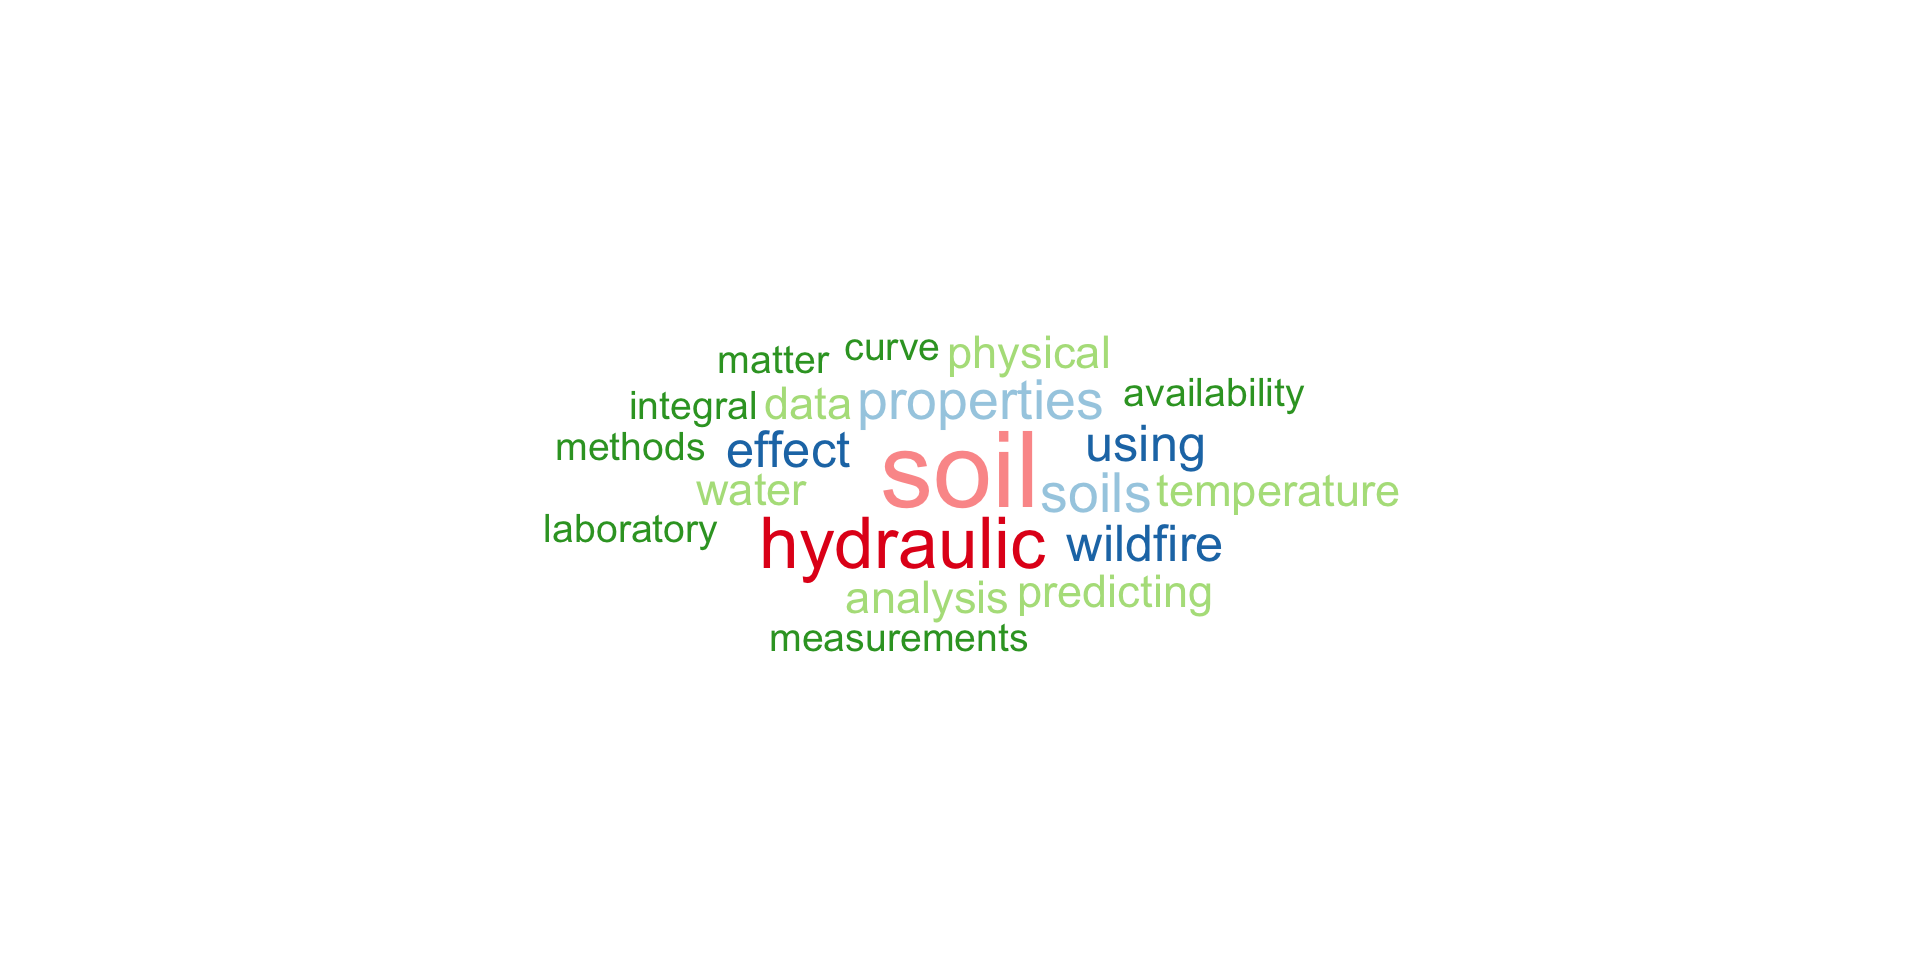 matter curve physical
integral data properties availability
methods effect soil using
water soils temperature
laboratory hydraulic wildfire
analysis predicting
measurements